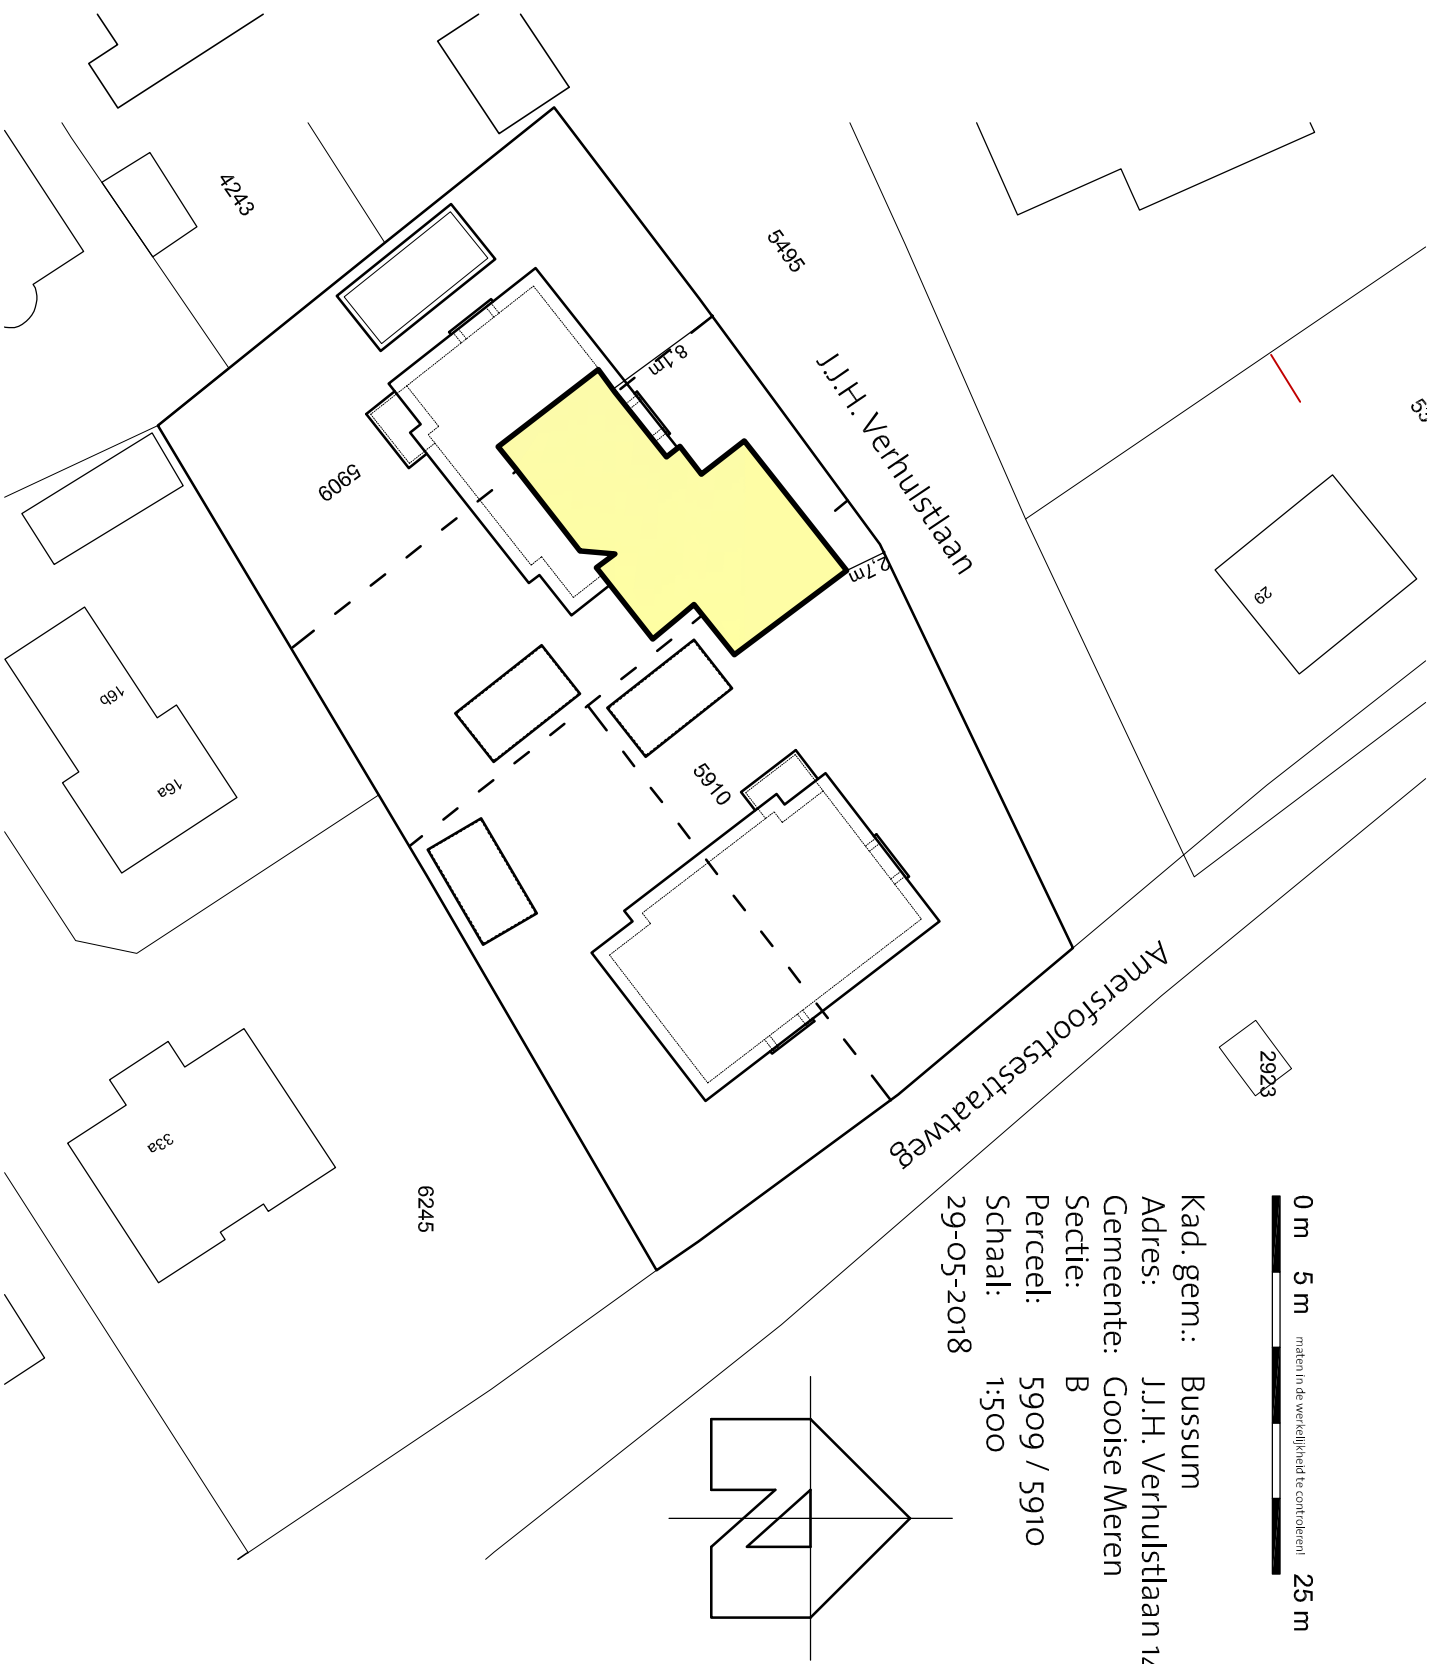 0 m 5 m 25 m
maten in de werkelijkheid te controleren!
Kad. gem.: Bussum
Adres: J.J.H. Verhulstlaan
Gemeente: Gooise Meren
Sectie: B
Perceel: 5909 / 5910
Schaal: 1:500
29-05-2018
4243
5495
J.J.H. Verhulstlaan
8,1m
2,7m
5909
29
16b
16a
5910
Amersfoortsestraatweg
2923
33a
6245